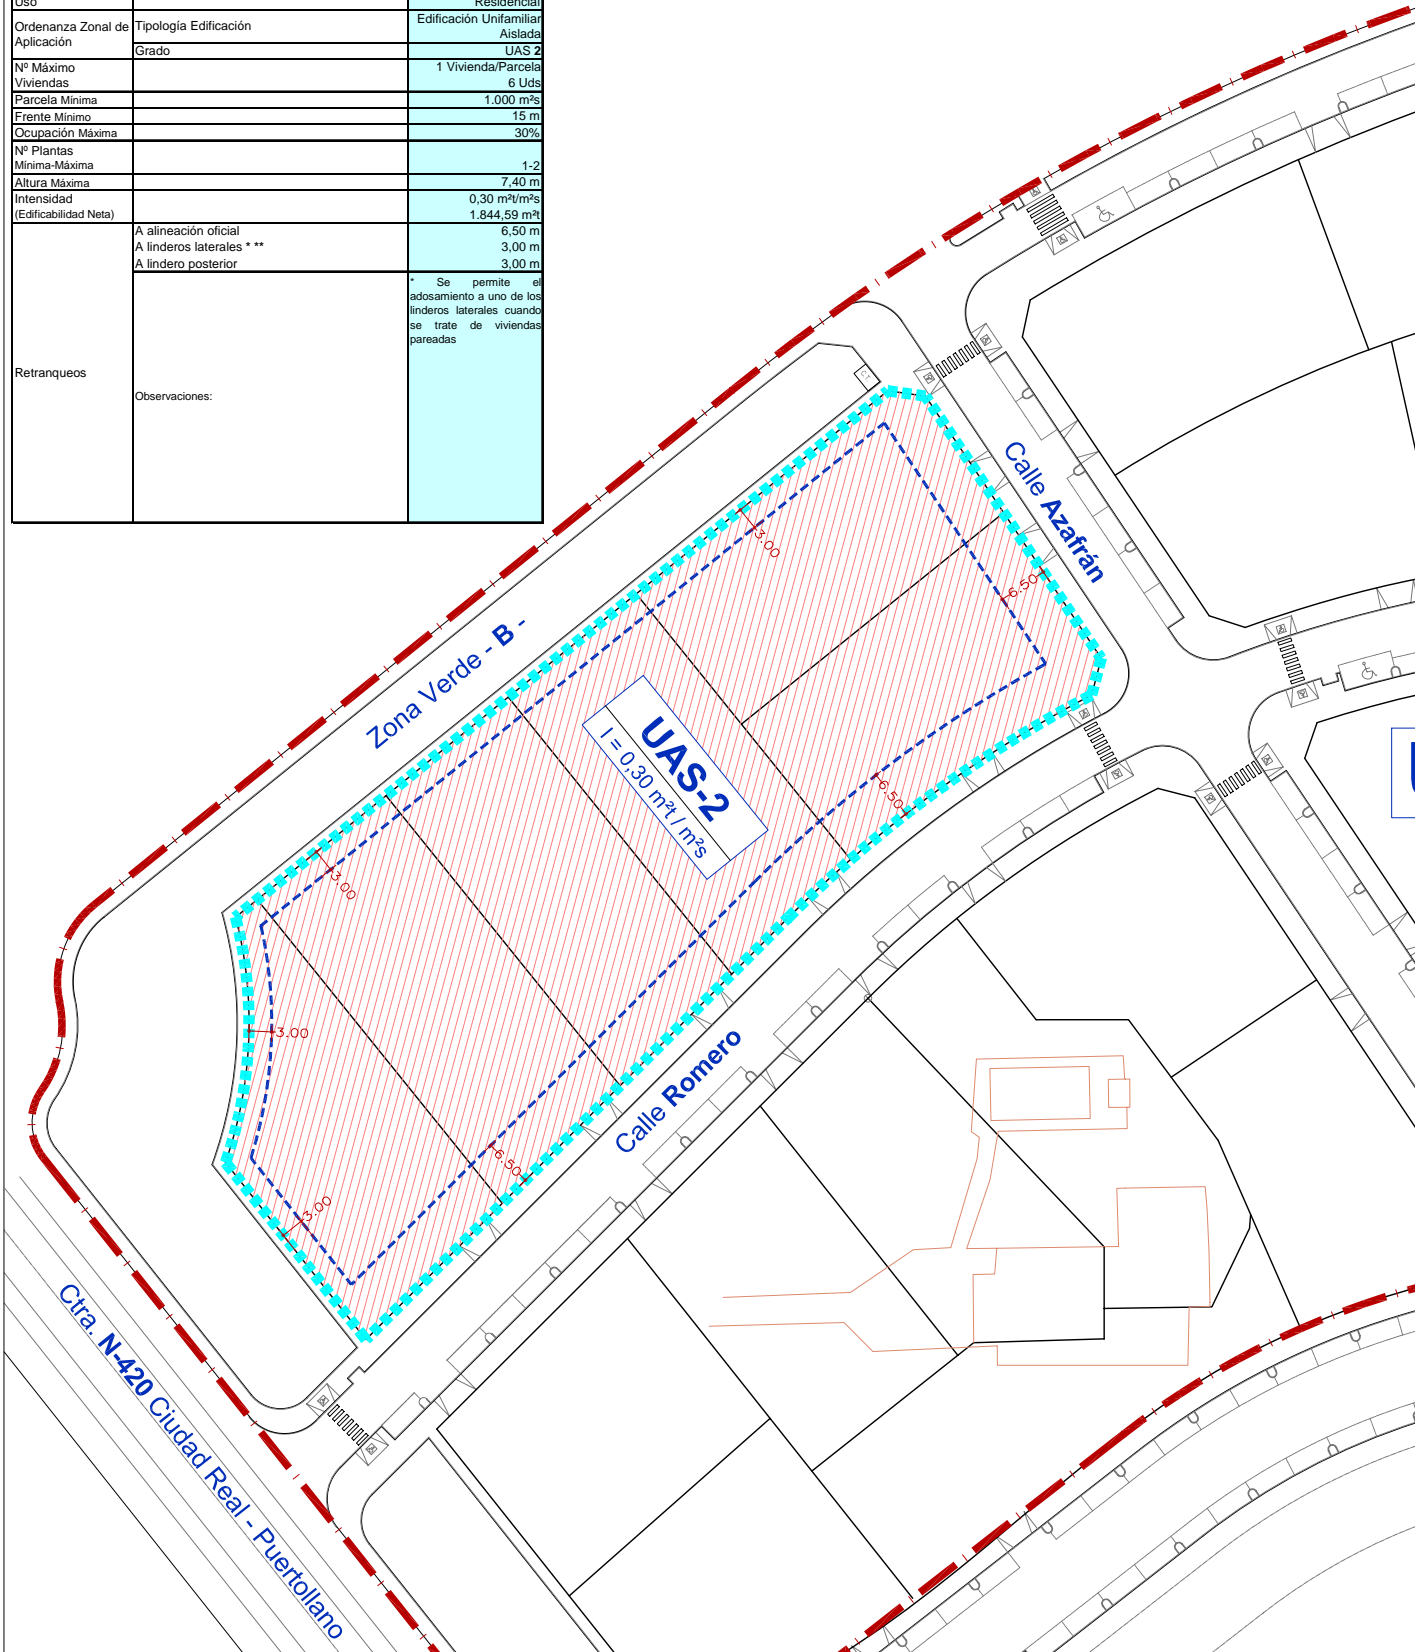 Uso Residencial
Ordenanza Zonal de Aplicación
Tipología Edificación
Edificación Unifamiliar
Aislada
Grado UAS 2
Nº Máximo
Viviendas
1 Vivienda/Parcela
6 Uds
Parcela Mínima 1.000 m²s
Frente Mínimo 15 m
Ocupación Máxima 30%
Nº Plantas
Mínima-Máxima 1-2
Altura Máxima 7,40 m
Intensidad 0,30 m²t/m²s
(Edificabilidad Neta) 1.844,59 m²t
Retranqueos
A alineación oficial 6,50 m
A linderos laterales * ** 3,00 m
A lindero posterior 3,00 m
Observaciones:
* Se permite el
adosamiento a uno de los
linderos laterales cuando
se trate de viviendas
pareadas
C.T.
Calle Azafrán
3.00
6.50
Zona Verde - B -
UAS-2
I = 0,30 m²t / m²s
6.50
3.00
3.00
Calle Romero
6.50
3.00
Ctra. N-420 Ciudad Real - Puertollano